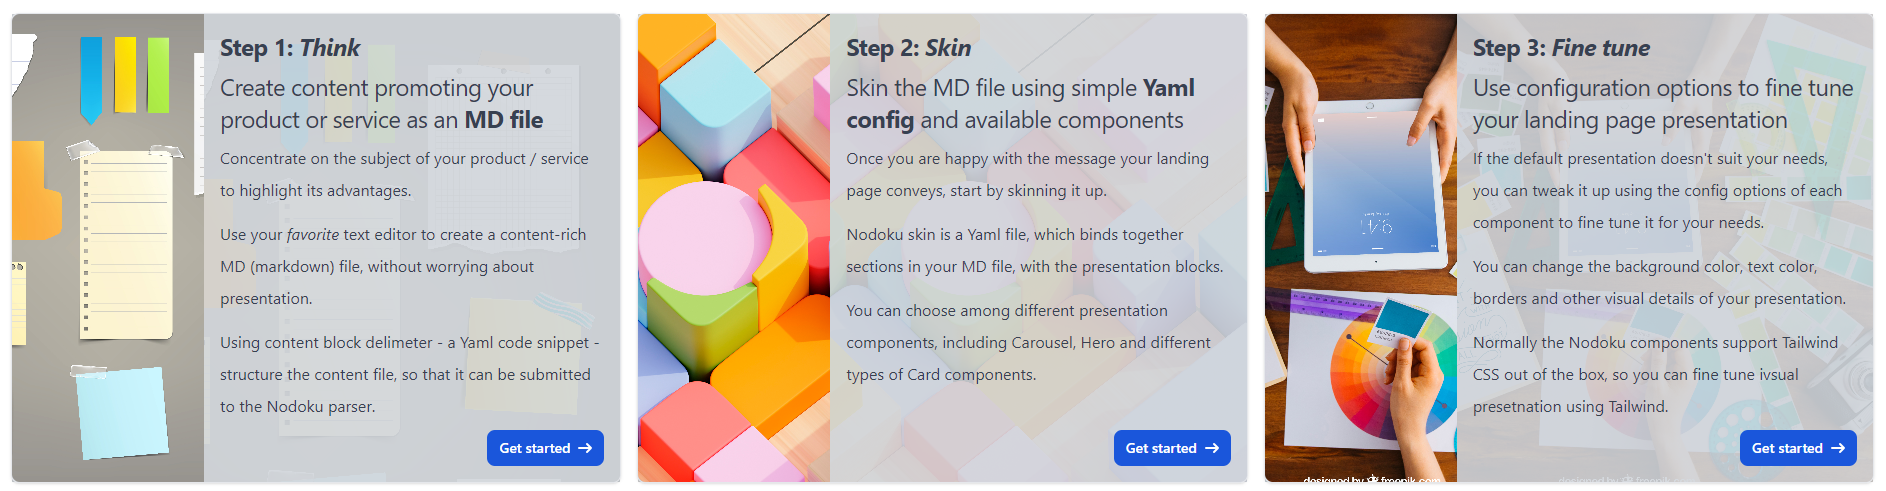 Step 1: Think
Create content promoting your
product or service as an MD file
Concentrate on the subject of your product / service
to highlight its advantages.
Use your favorite text editor to create a content-rich
MD (markdown) file, without worrying about
presentation.
Using content block delimeter - a Yaml code snippet -
structure the content file, so that it can be submitted
to the Nodoku parser.
Get started
Step 2: Skin
Skin the MD file using simple Yaml
config and available components
Once you are happy with the message your landing
page conveys, start by skinning it up.
Nodoku skin is a Yaml file, which binds together
sections in your MD file, with the presentation blocks.
You can choose among different presentation
components, including Carousel, Hero and different
types of Card components.
Get started
Step 3: Fine tune
Use configuration options to fine tune
your landing page presentation
If the default presentation doesn't suit your needs,
you can tweak it up using the config options of each
component to fine tune it for your needs.
You can change the background color, text color,
borders and other visual details of your presentation.
Normally the Nodoku components support Tailwind
CSS out of the box, so you can fine tune ivsual
presetnation using Tailwind.
Get started
designed by freepik.com